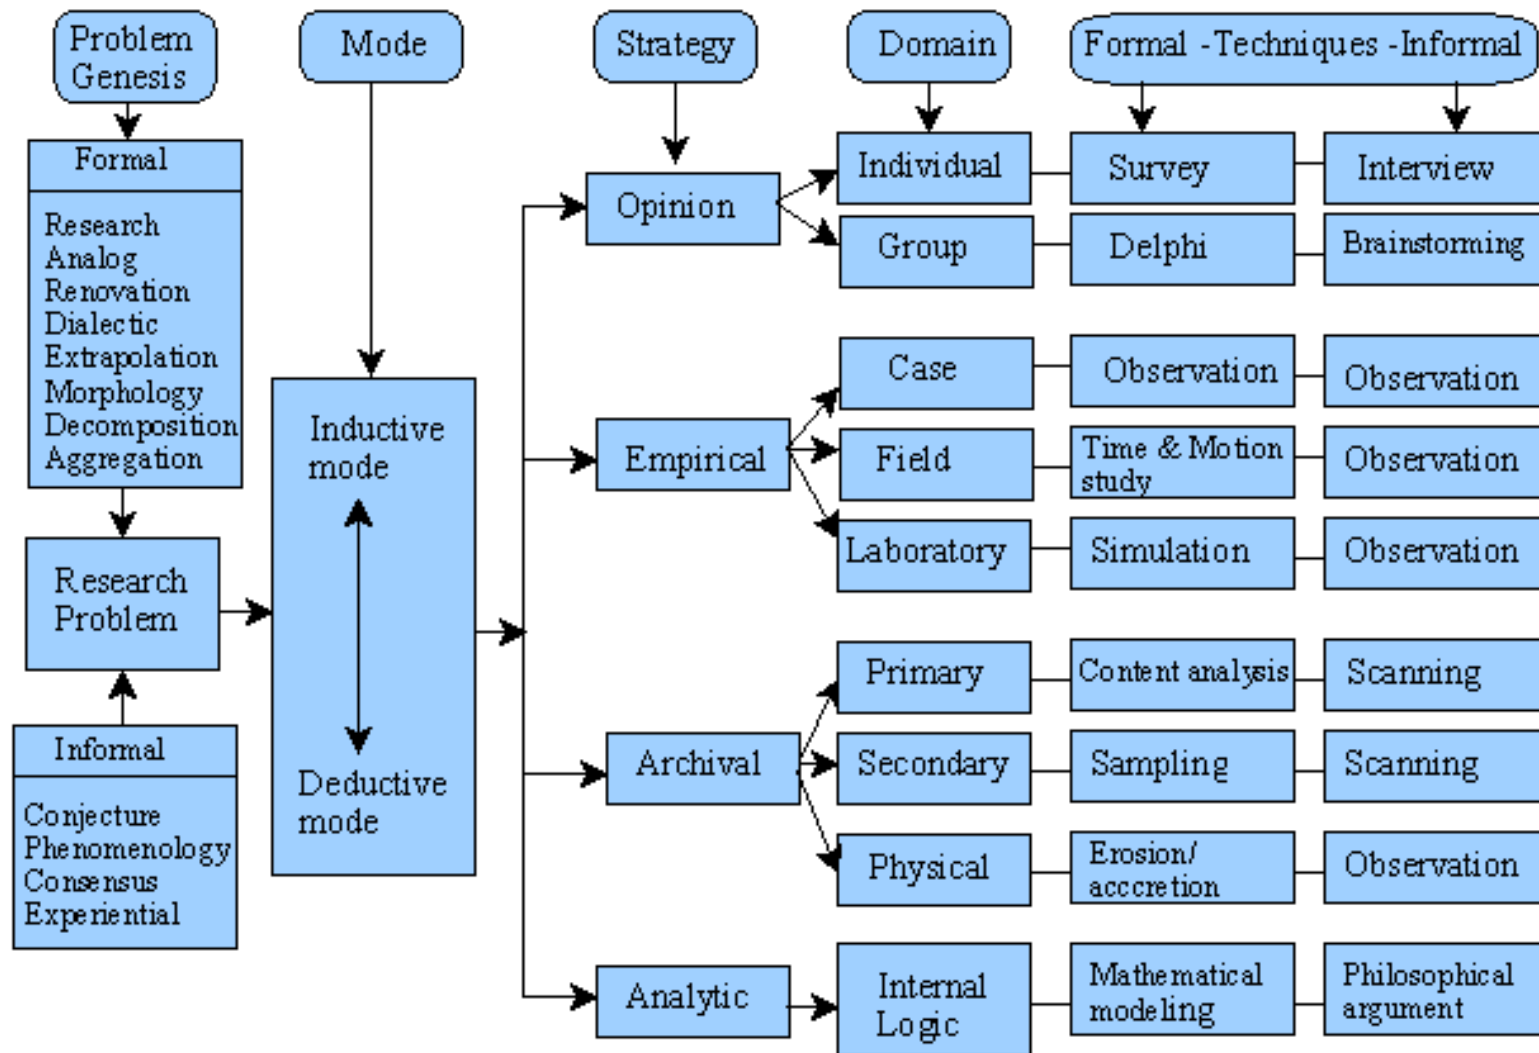 Problem
Genesis
Mode
Strategy
Domain
Formal -Techniques -Informal
Formal
Research
Analog
Renovation
Dialectic
Extrapolation
Morphology
Decomposition
Aggregation
Research
Problem
Informal
Conjecture
Phenomenology
Consensus
Experiential
Inductive
mode
Deductive
mode
Opinion
Individual
Survey
Interview
Group
Delphi
Brainstorming
Empirical
Case
Observation
Observation
Field
Time & Motion
study
Observation
Laboratory
Simulation
Observation
Archival
Primary
Content analysis
Scanning
Secondary
Sampling
Scanning
Physical
Erosion/
acccretion
Observation
Analytic
Internal
Logic
Mathematical
modeling
Philosophical
argument